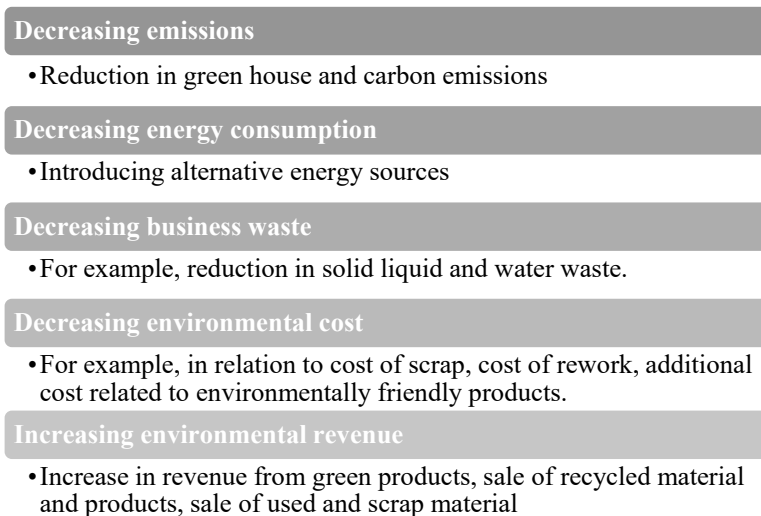 Decreasing emissions
•Reduction in green house and carbon emissions
Decreasing energy consumption
•Introducing alternative energy sources
Decreasing business waste
•For example, reduction in solid liquid and water waste.
Decreasing environmental cost
•For example, in relation to cost of scrap, cost of rework, additional
cost related to environmentally friendly products.
Increasing environmental revenue
•Increase in revenue from green products, sale of recycled material
and products, sale of used and scrap material